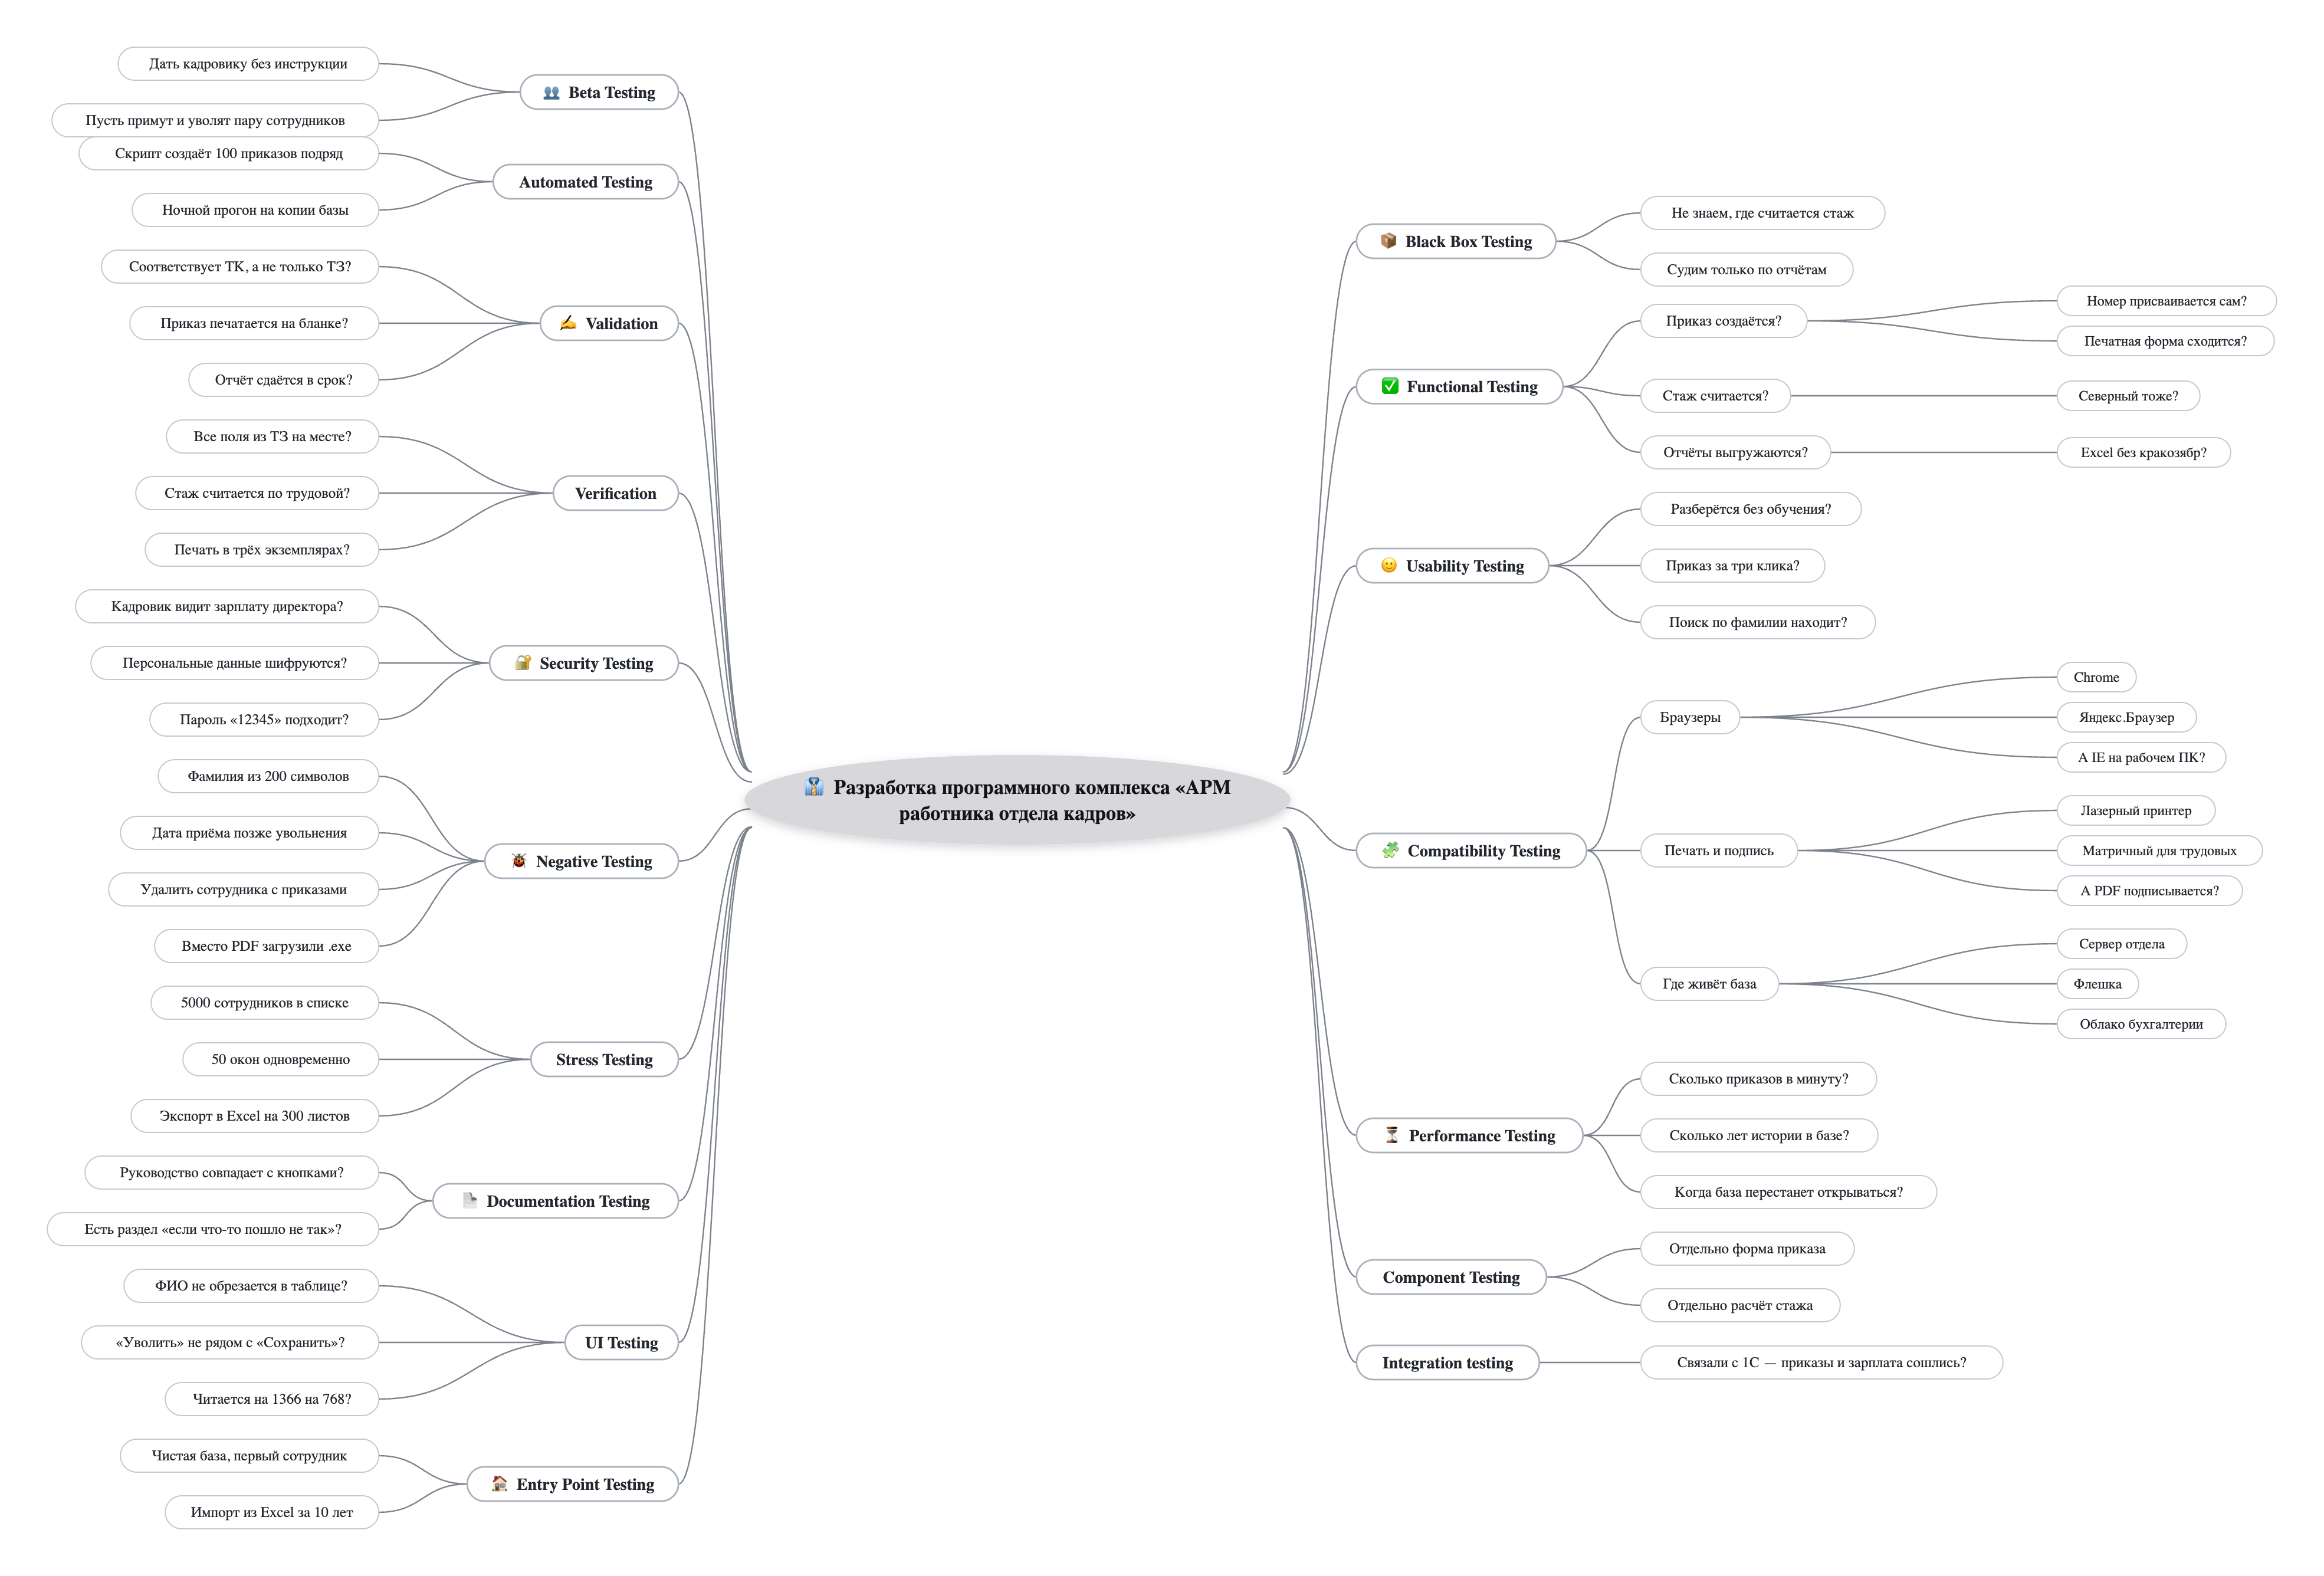 Разработка программного комплекса «АРМ
работника отдела кадров»
Beta Testing
Дать кадровику без инструкции
Пусть примут и уволят пару сотрудников
Automated Testing
Скрипт создаёт 100 приказов подряд
Ночной прогон на копии базы
Validation
Соответствует ТК, а не только ТЗ?
Приказ печатается на бланке?
Отчёт сдаётся в срок?
Verification
Все поля из ТЗ на месте?
Стаж считается по трудовой?
Печать в трёх экземплярах?
Security Testing
Кадровик видит зарплату директора?
Персональные данные шифруются?
Пароль «12345» подходит?
Negative Testing
Фамилия из 200 символов
Дата приёма позже увольнения
Удалить сотрудника с приказами
Вместо PDF загрузили .exe
Stress Testing
5000 сотрудников в списке
50 окон одновременно
Экспорт в Excel на 300 листов
Documentation Testing
Руководство совпадает с кнопками?
Есть раздел «если что-то пошло не так»?
UI Testing
ФИО не обрезается в таблице?
«Уволить» не рядом с «Сохранить»?
Читается на 1366 на 768?
Entry Point Testing
Чистая база, первый сотрудник
Импорт из Excel за 10 лет
Black Box Testing
Не знаем, где считается стаж
Судим только по отчётам
Functional Testing
Приказ создаётся?
Номер присваивается сам?
Печатная форма сходится?
Стаж считается?
Северный тоже?
Отчёты выгружаются?
Excel без кракозябр?
Usability Testing
Разберётся без обучения?
Приказ за три клика?
Поиск по фамилии находит?
Compatibility Testing
Браузеры
Chrome
Яндекс.Браузер
А IE на рабочем ПК?
Печать и подпись
Лазерный принтер
Матричный для трудовых
А PDF подписывается?
Где живёт база
Сервер отдела
Флешка
Облако бухгалтерии
Performance Testing
Сколько приказов в минуту?
Сколько лет истории в базе?
Когда база перестанет открываться?
Component Testing
Отдельно форма приказа
Отдельно расчёт стажа
Integration testing
Связали с 1С — приказы и зарплата сошлись?